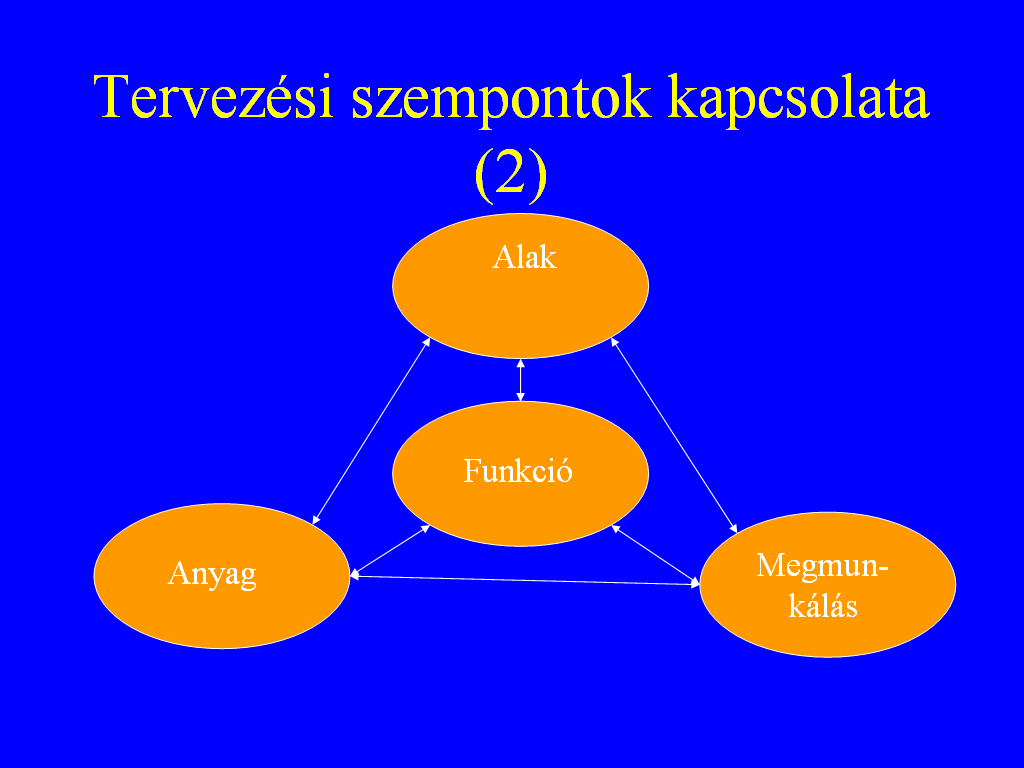 Tervezési szempontok kapcsolata
(2)
Alak
Funkció
Anyag
Megmun-
kálás